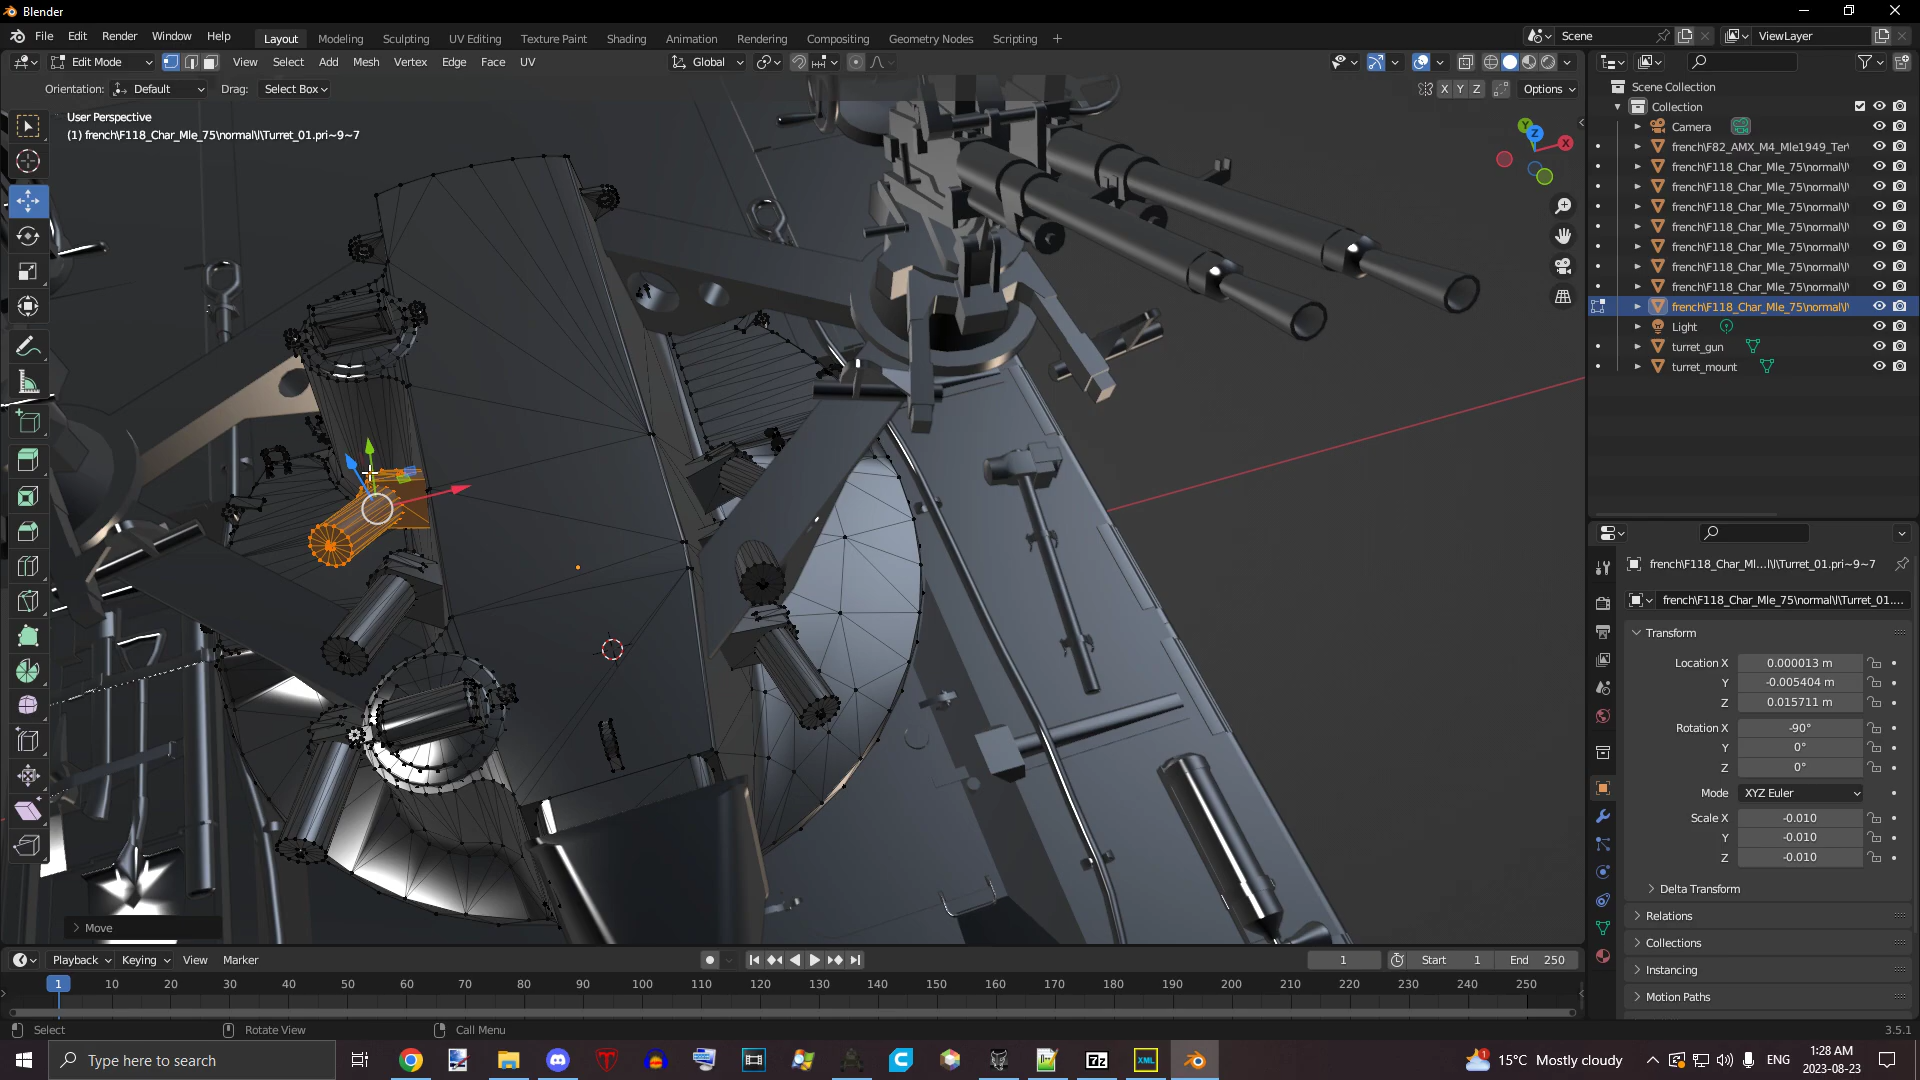 Blender
File Edit Render Window Help
Layout Modeling Sculpting UV Editing Texture Paint Shading Animation Rendering Compositing Geometry Nodes Scripting +
Scene
ViewLayer
Edit Mode
View Select Add Mesh Vertex Edge Face UV
Global
Orientation: Default Drag: Select Box
X Y Z
Options
User Perspective
(1) french\F118_Char_Mle_75\normal\l\Turret_01.pri~9~7
Y
Z
X
Scene Collection
Collection
Camera
french\F82_AMX_M4_Mle1949_Ter\
french\F118_Char_Mle_75\normal\l\
french\F118_Char_Mle_75\normal\l\
french\F118_Char_Mle_75\normal\l\
french\F118_Char_Mle_75\normal\l\
french\F118_Char_Mle_75\normal\l\
french\F118_Char_Mle_75\normal\l\
french\F118_Char_Mle_75\normal\l\
french\F118_Char_Mle_75\normal\l\
Light
turret_gun
turret_mount
french\F118_Char_Ml...l\l\Turret_01.pri~9~7
french\F118_Char_Mle_75\normal\l\Turret_01....
Transform
Location X 0.000013 m
Y -0.005404 m
Z 0.015711 m
Rotation X -90°
Y 0°
Z 0°
Mode XYZ Euler
Scale X -0.010
Y -0.010
Z -0.010
Delta Transform
Relations
Collections
Instancing
Motion Paths
Move
Playback Keying View Marker
1
Start 1
End 250
1 10 20 30 40 50 60 70 80 90 100 110 120 130 140 150 160 170 180 190 200 210 220 230 240 250
Select
Rotate View
Call Menu
3.5.1
Type here to search
7z
XML
1
15°C Mostly cloudy
ENG
1:28 AM
2023-08-23